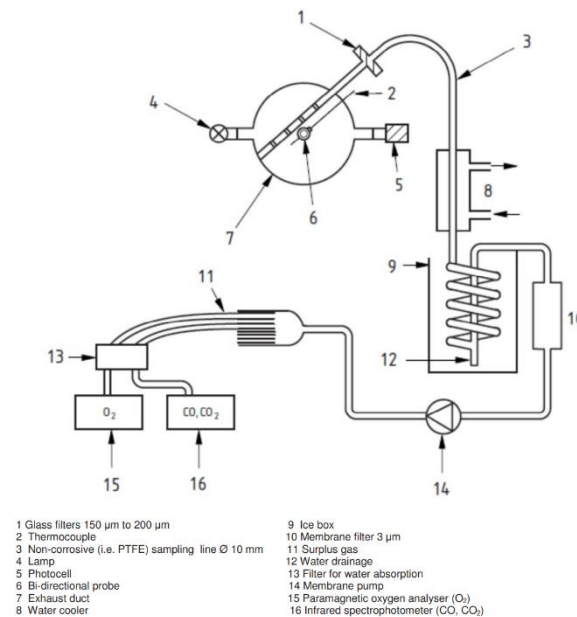 1
3
2
4
5
6
7
8
9
11
10
12
13
O2
CO, CO2
15
16
14
1 Glass filters 150 µm to 200 µm
2 Thermocouple
3 Non-corrosive (i.e. PTFE) sampling line Ø 10 mm
4 Lamp
5 Photocell
6 Bi-directional probe
7 Exhaust duct
8 Water cooler
9 Ice box
10 Membrane filter 3 µm
11 Surplus gas
12 Water drainage
13 Filter for water absorption
14 Membrane pump
15 Paramagnetic oxygen analyser (O2)
16 Infrared spectrophotometer (CO, CO2)